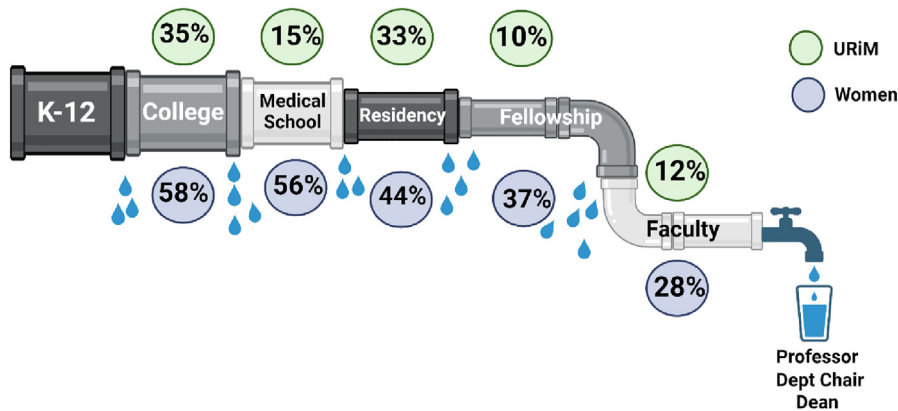 35%
15%
33%
10%
URiM
Women
K-12
College
Medical
School
Residency
Fellowship
58%
56%
44%
37%
12%
Faculty
28%
Professor
Dept Chair
Dean